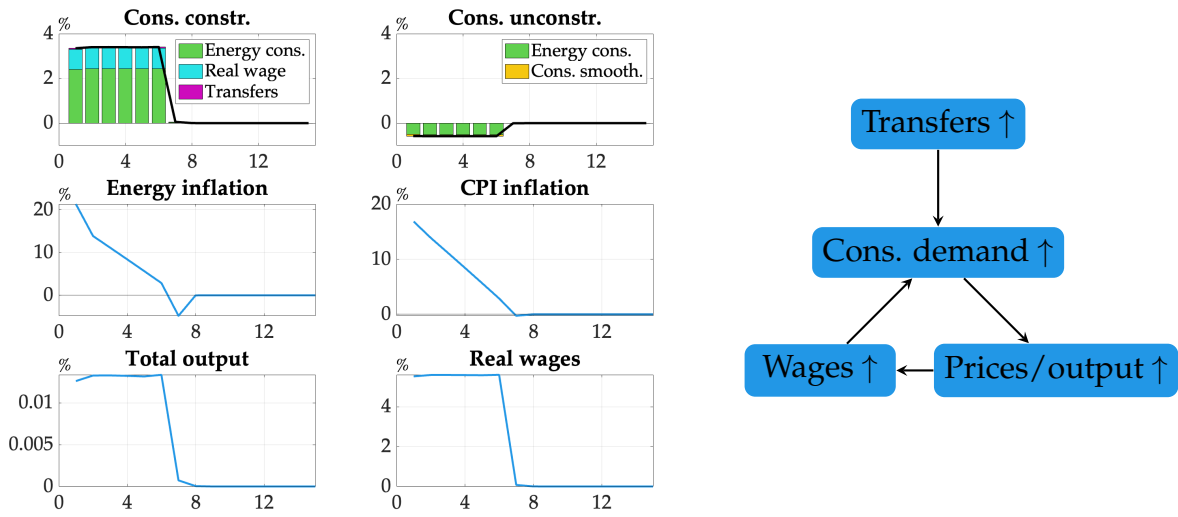 Cons. constr.
%
4
2
0
0 4 8 12
Energy cons.
Real wage
Transfers
Cons. unconstr.
%
4
2
0
0 4 8 12
Energy cons.
Cons. smooth.
Energy inflation
%
20
10
0
0 4 8 12
CPI inflation
%
20
10
0
0 4 8 12
Total output
%
0.01
0.005
0
0 4 8 12
Real wages
%
4
2
0
0 4 8 12
Transfers ↑
Cons. demand ↑
Wages ↑
Prices/output ↑